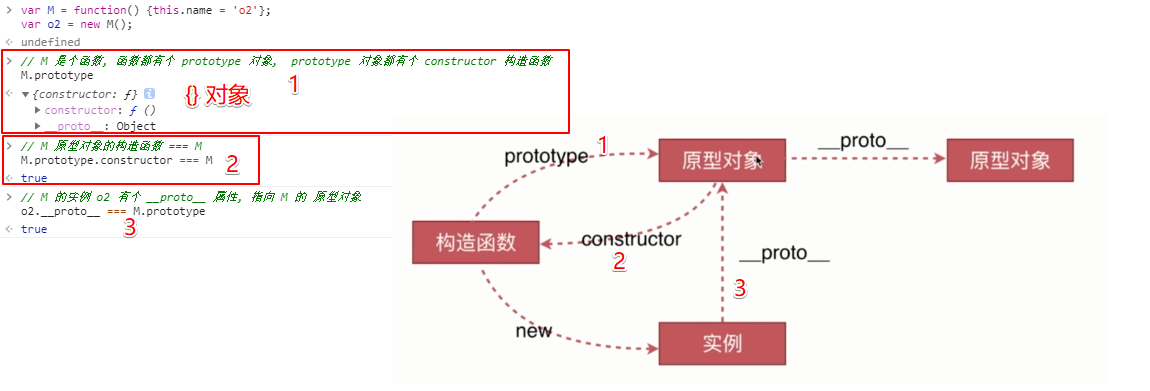 var M = function() {this.name = 'o2'};
var o2 = new M();
undefined
// M 是个函数, 函数都有个 prototype 对象,  prototype 对象都有个 constructor 构造函数
M.prototype
1
{constructor: ƒ} i
{} 对象
constructor: ƒ ()
__proto__: Object
// M 原型对象的构造函数 === M
M.prototype.constructor === M
2
true
// M 的实例 o2 有个 __proto__ 属性, 指向 M 的 原型对象
o2.__proto__ === M.prototype
3
true
prototype
1
原型对象
__proto__
原型对象
构造函数
constructor
2
__proto__
3
new
实例